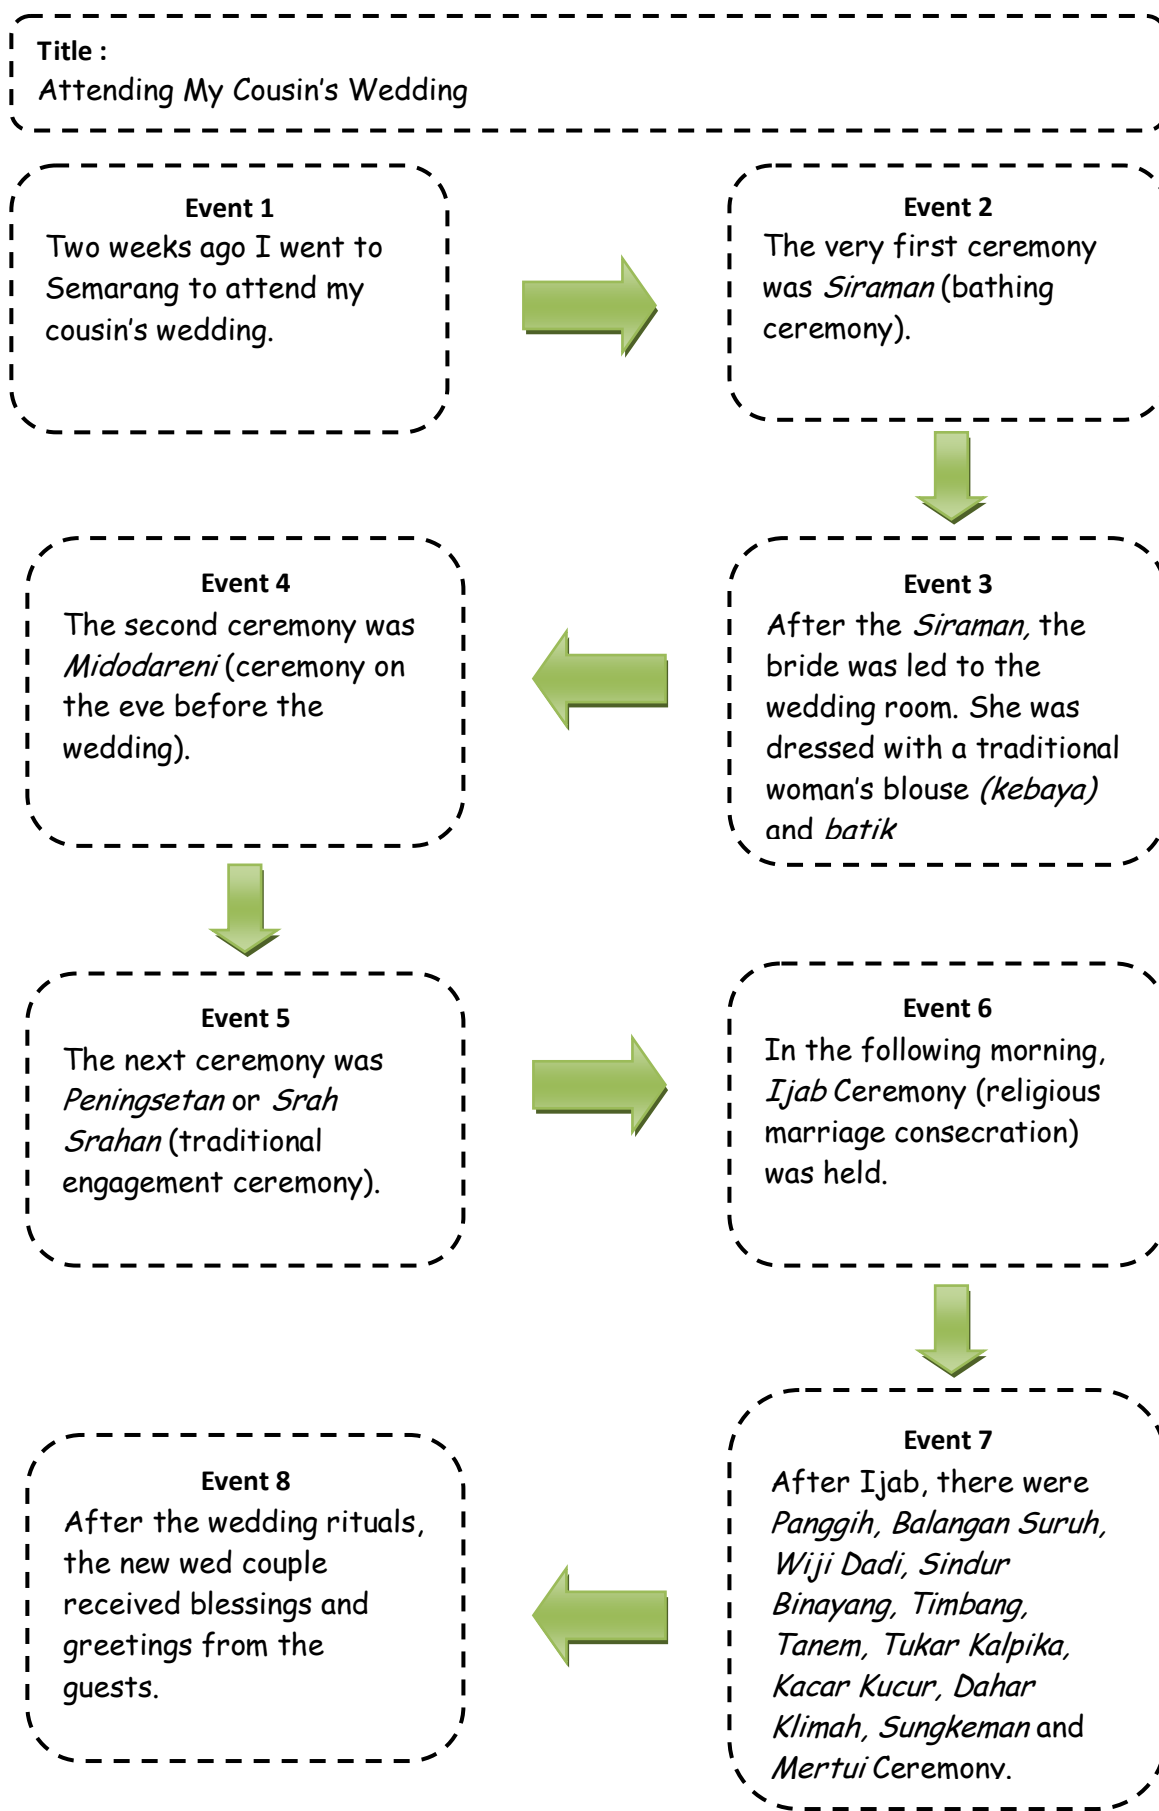 Title :
Attending My Cousin's Wedding
Event 1
Two weeks ago I went to
Semarang to attend my
cousin's wedding.
Event 2
The very first ceremony
was Siraman (bathing
ceremony).
Event 3
After the Siraman, the
bride was led to the
wedding room. She was
dressed with a traditional
woman's blouse (kebaya)
and batik
Event 4
The second ceremony was
Midodareni (ceremony on
the eve before the
wedding).
Event 5
The next ceremony was
Peningsetan or Srah
Srahan (traditional
engagement ceremony).
Event 6
In the following morning,
Ijab Ceremony (religious
marriage consecration)
was held.
Event 7
After Ijab, there were
Panggih, Balangan Suruh,
Wiji Dadi, Sindur
Binayang, Timbang,
Tanem, Tukar Kalpika,
Kacar Kucur, Dahar
Klimah, Sungkeman and
Mertui Ceremony.
Event 8
After the wedding rituals,
the new wed couple
received blessings and
greetings from the
guests.